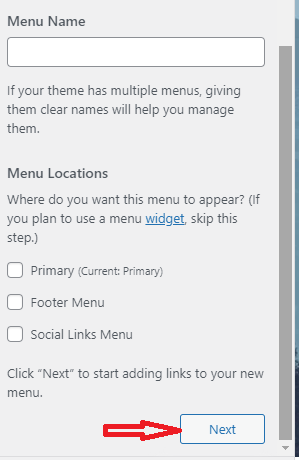 Menu Name
If your theme has multiple menus, giving
them clear names will help you manage
them.
Menu Locations
Where do you want this menu to appear? (If
you plan to use a menu widget, skip this
step.)
Primary (Current: Primary)
Footer Menu
Social Links Menu
Click “Next” to start adding links to your new
menu.
Next